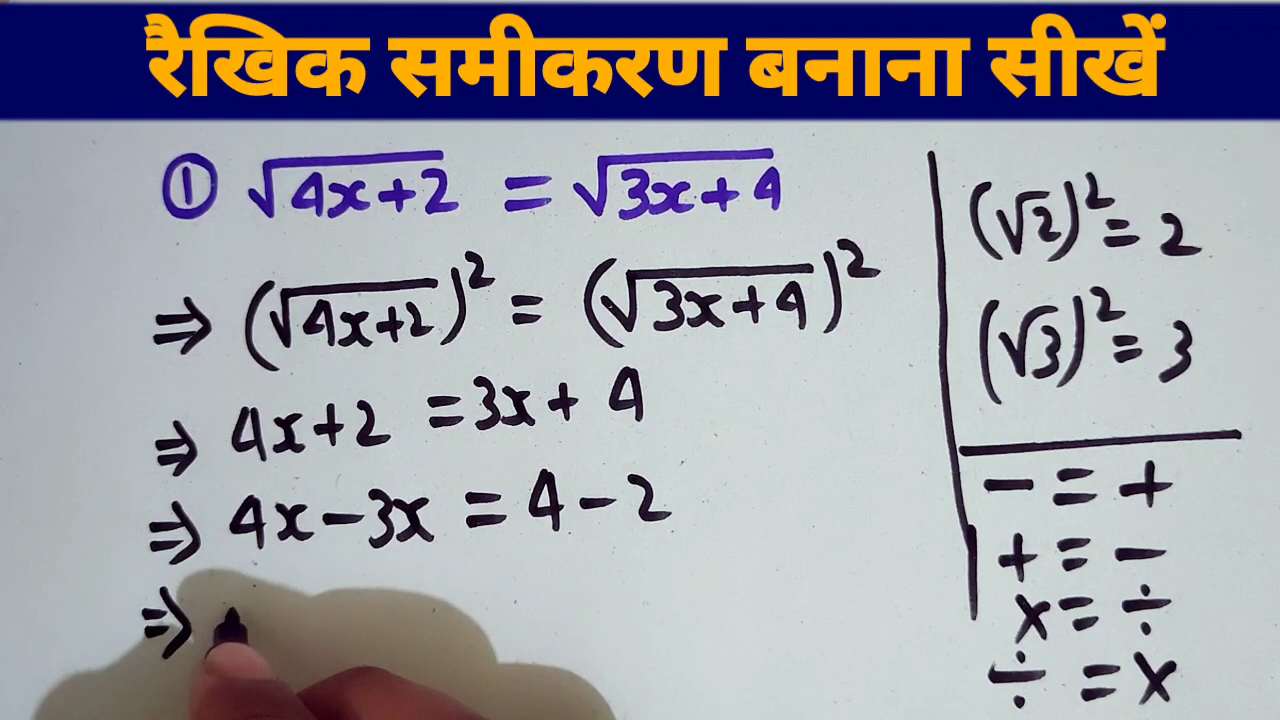 रैखिक समीकरण बनाना सीखें
① √4x+2 = √3x+4
⇒ (√4x+2)² = (√3x+4)²
⇒ 4x+2 = 3x+4
⇒ 4x-3x = 4-2
⇒
(√2)² = 2
(√3)² = 3
- = +
+ = -
× = ÷
÷ = ×